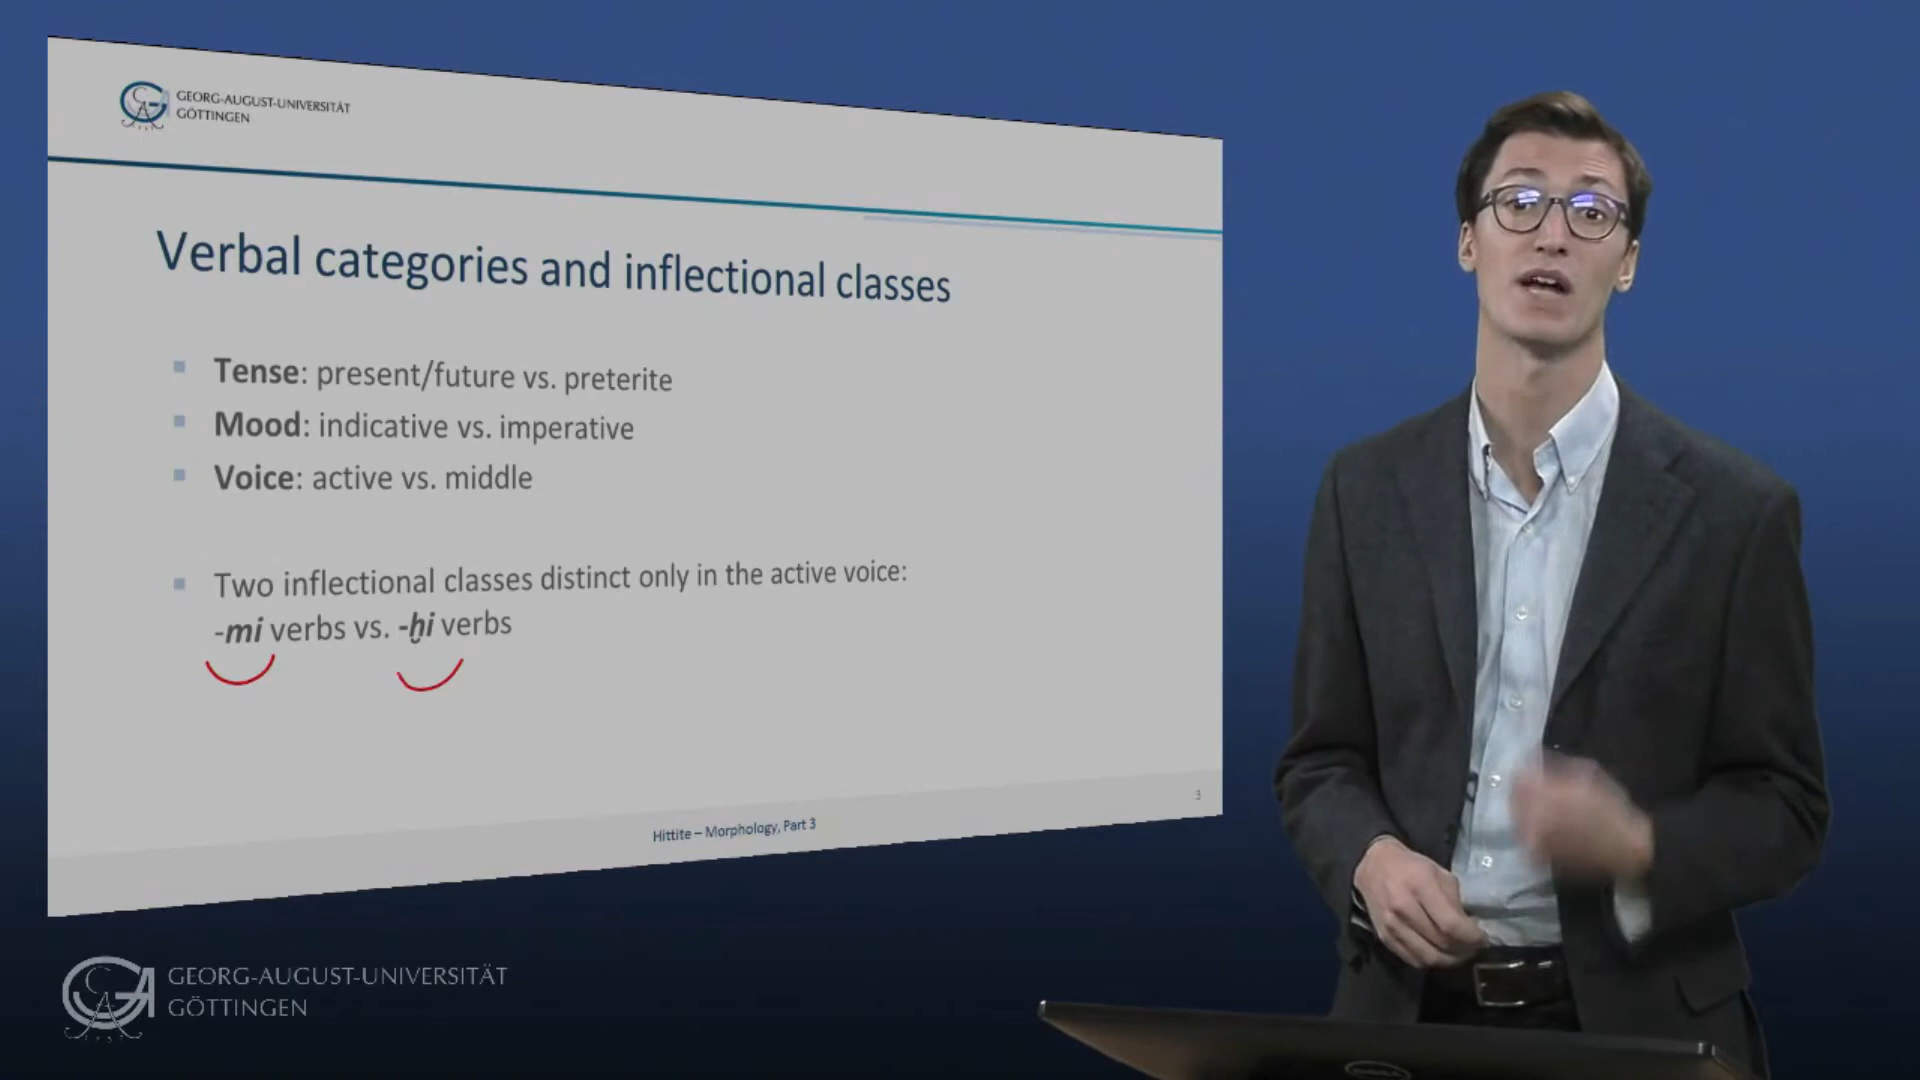 GEORG-AUGUST-UNIVERSITÄT
GÖTTINGEN
Verbal categories and inflectional classes
Tense: present/future vs. preterite
Mood: indicative vs. imperative
Voice: active vs. middle
Two inflectional classes distinct only in the active voice:
-mi verbs vs. -ḫi verbs
3
Hittite – Morphology, Part 3
GEORG-AUGUST-UNIVERSITÄT
GÖTTINGEN
DELL